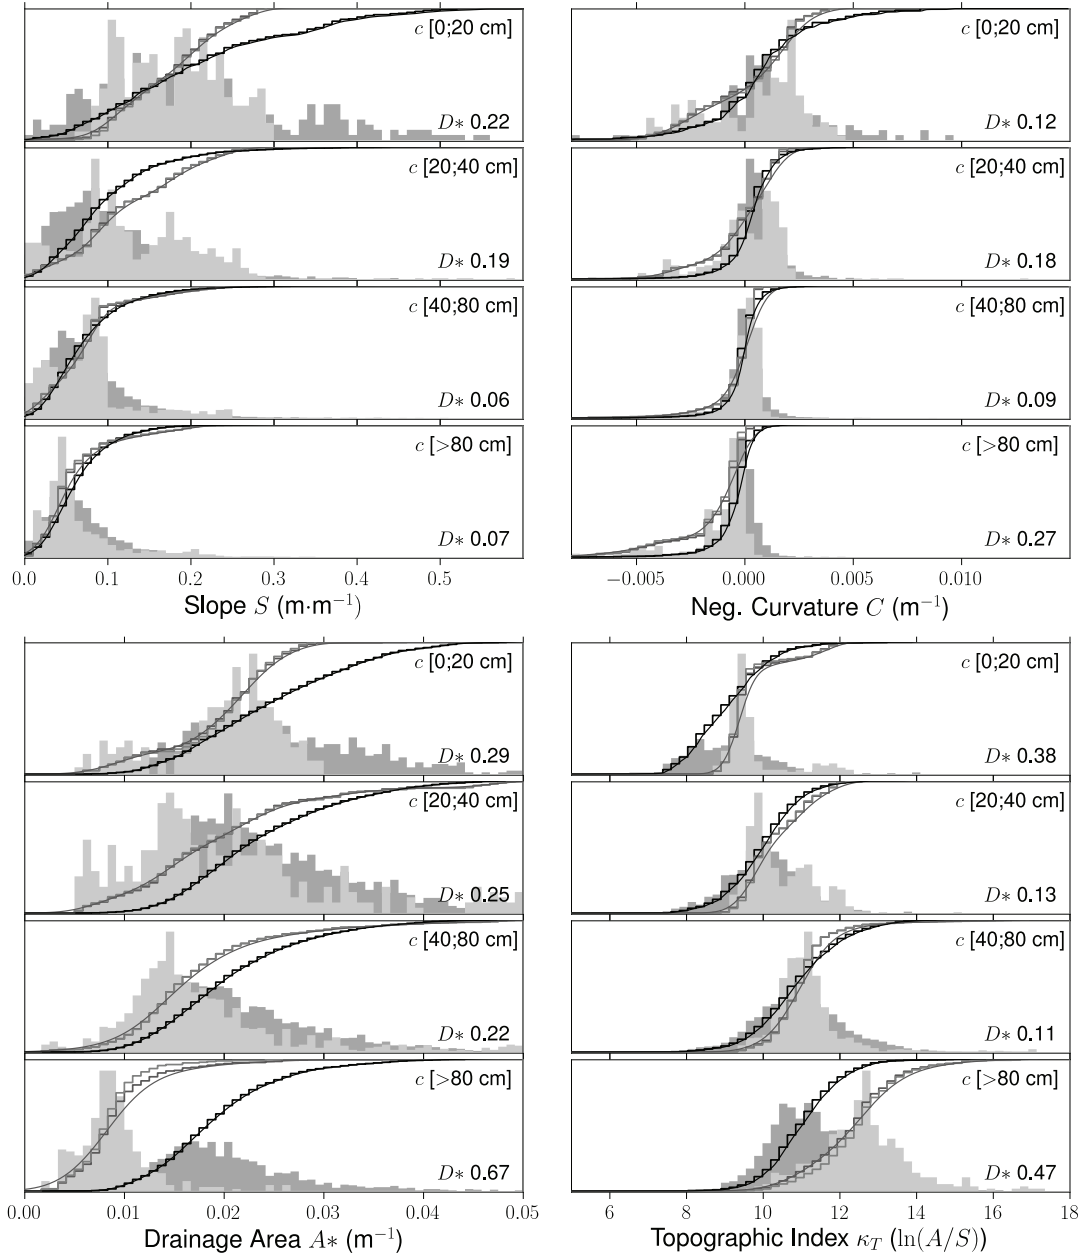 c [0;20 cm]
D* 0.22
c [20;40 cm]
D* 0.19
c [40;80 cm]
D* 0.06
c [>80 cm]
D* 0.07
0.0 0.1 0.2 0.3 0.4 0.5
Slope S (m·m⁻¹)
c [0;20 cm]
D* 0.12
c [20;40 cm]
D* 0.18
c [40;80 cm]
D* 0.09
c [>80 cm]
D* 0.27
−0.005 0.000 0.005 0.010
Neg. Curvature C (m⁻¹)
c [0;20 cm]
D* 0.29
c [20;40 cm]
D* 0.25
c [40;80 cm]
D* 0.22
c [>80 cm]
D* 0.67
0.00 0.01 0.02 0.03 0.04 0.05
Drainage Area A* (m⁻¹)
c [0;20 cm]
D* 0.38
c [20;40 cm]
D* 0.13
c [40;80 cm]
D* 0.11
c [>80 cm]
D* 0.47
6 8 10 12 14 16 18
Topographic Index κ_T (ln(A/S))